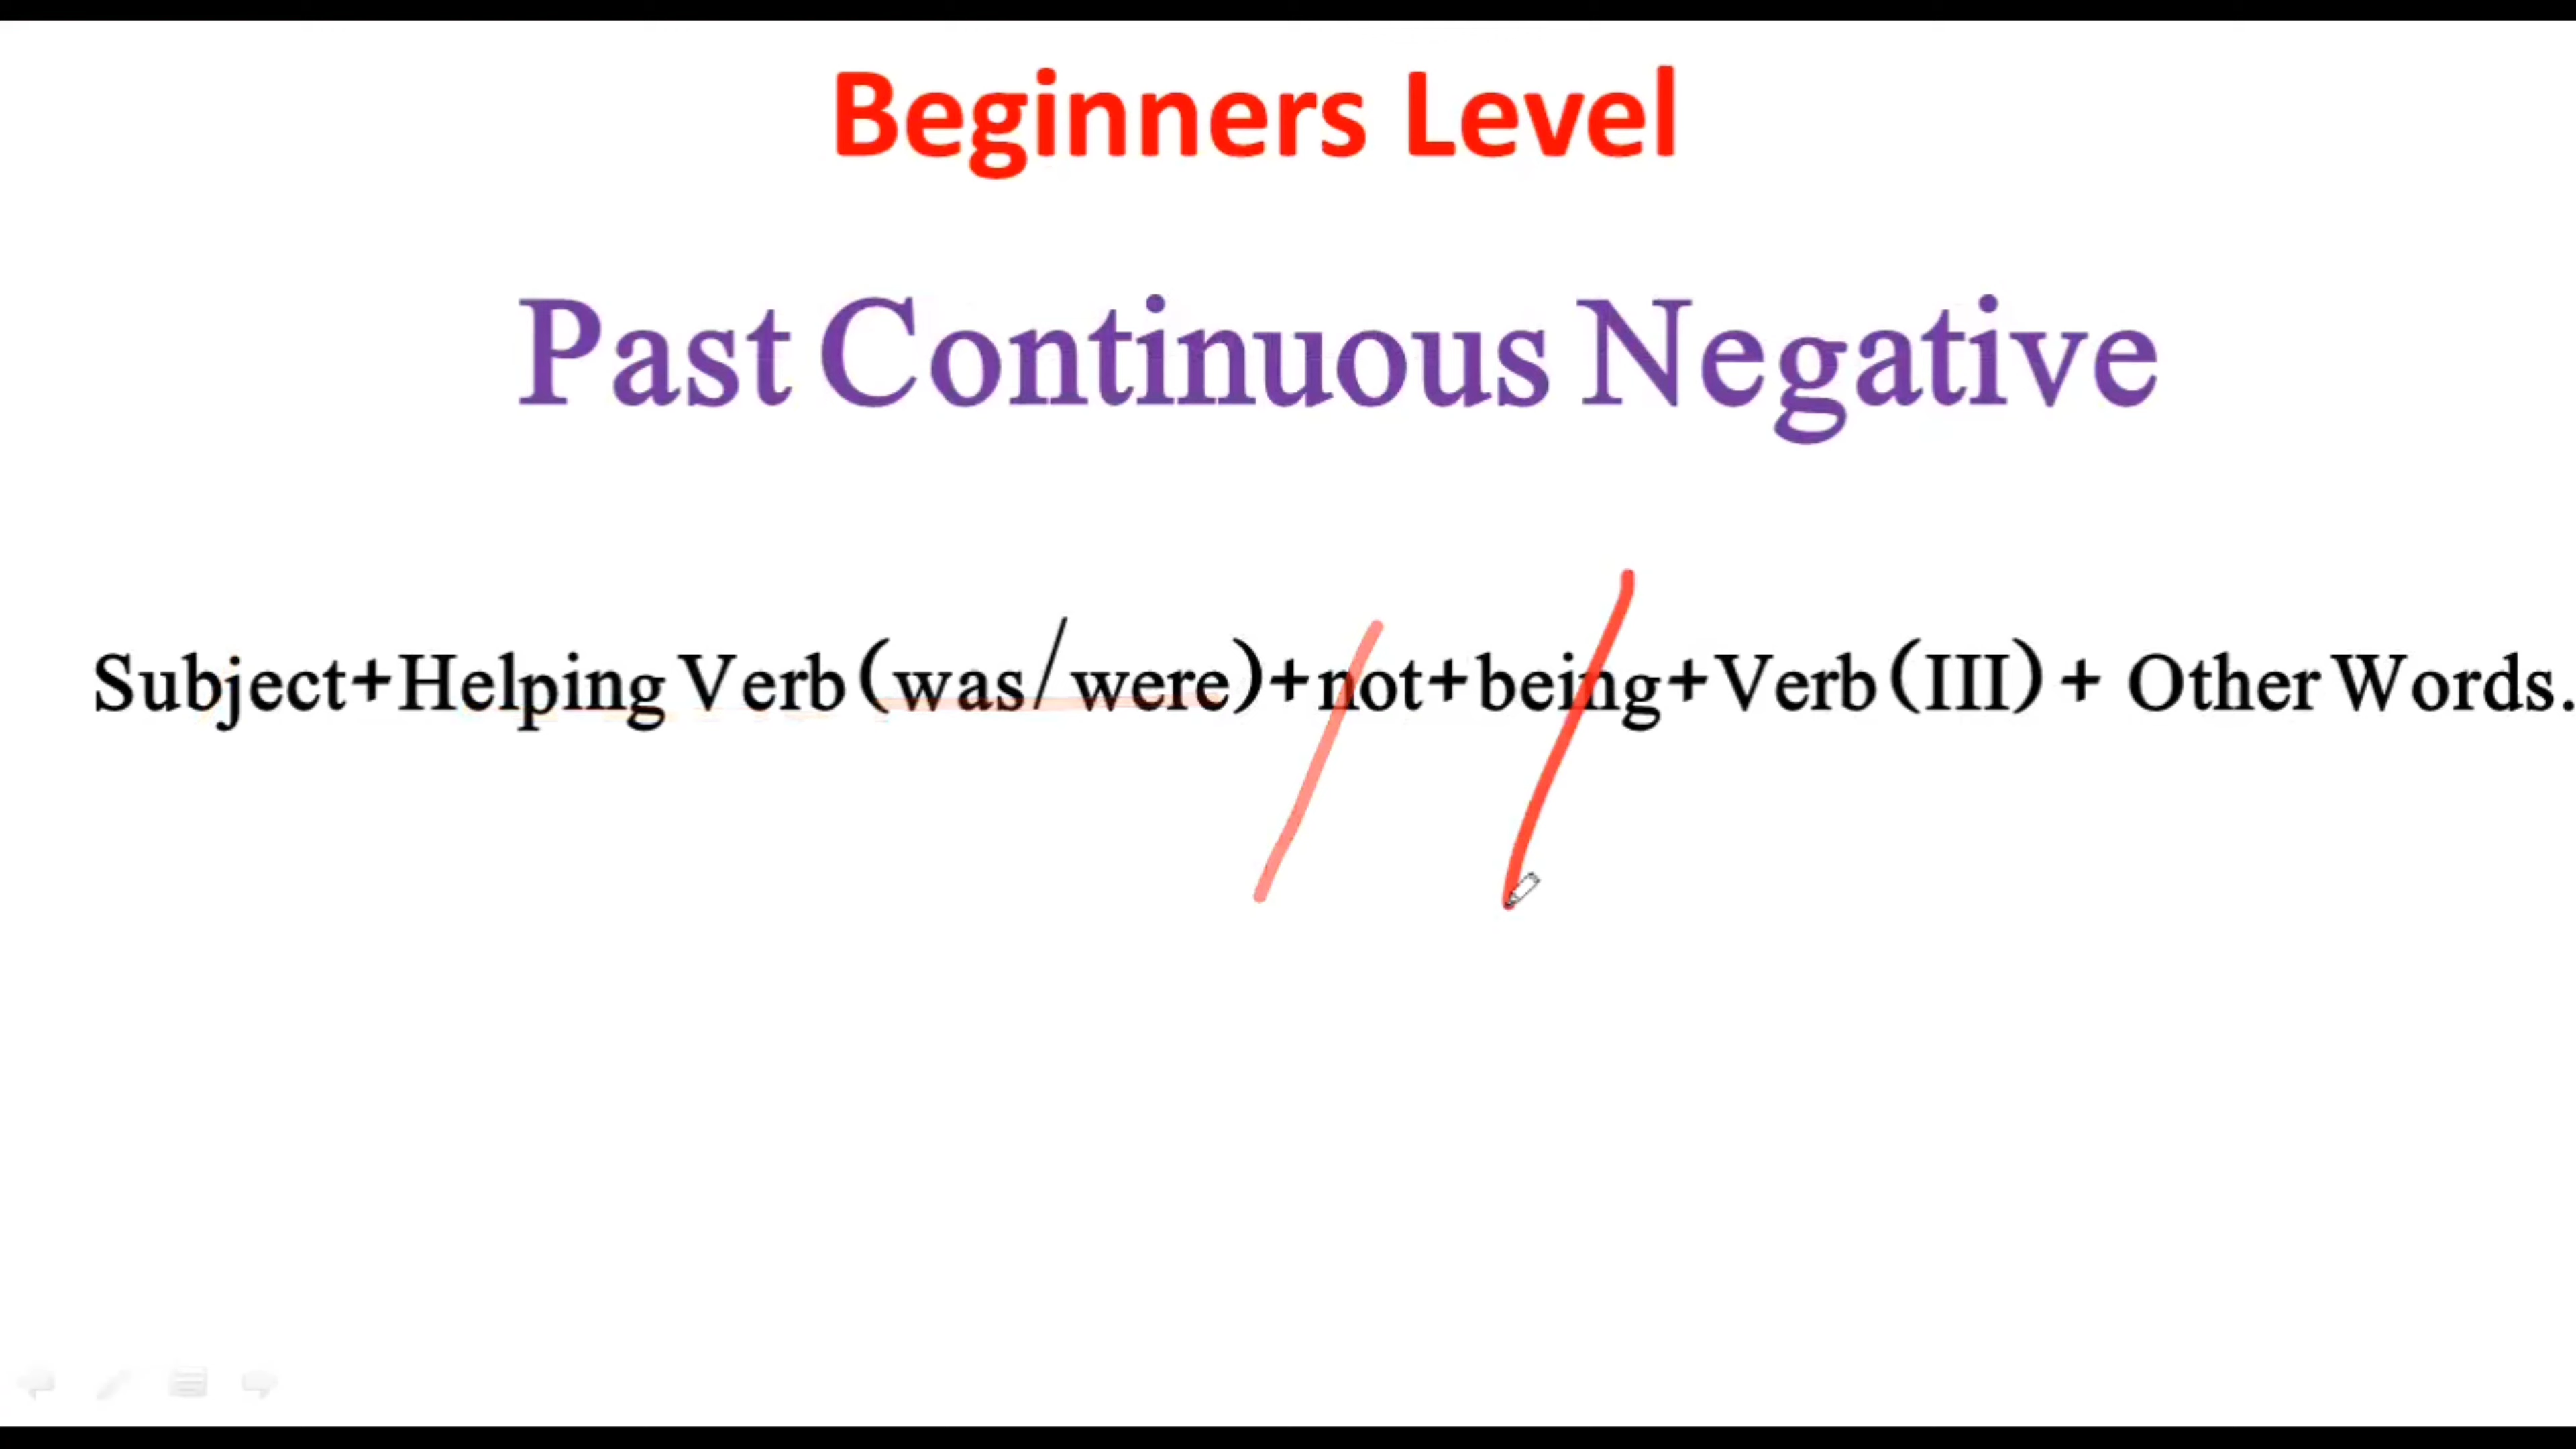 Beginners Level
Past Continuous Negative
Subject+Helping Verb (was/were)+not+being+Verb (III) + Other Words.